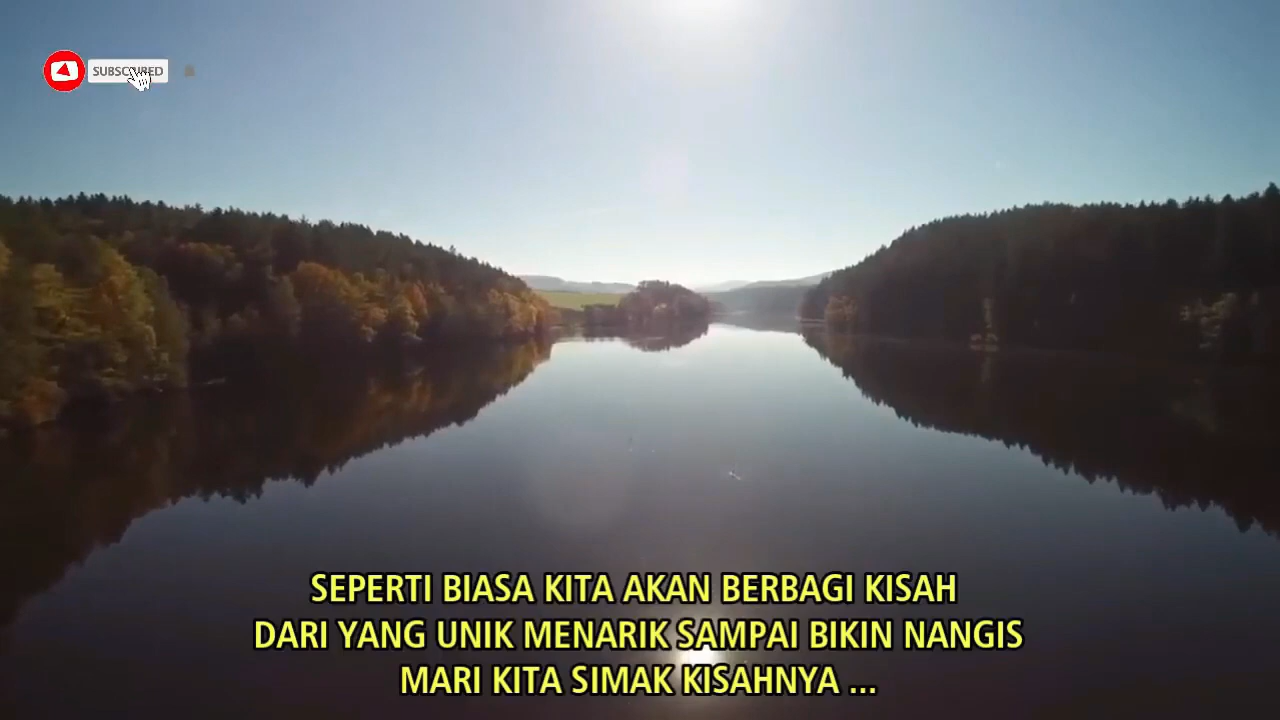 SUBSCRIBED
SEPERTI BIASA KITA AKAN BERBAGI KISAH
DARI YANG UNIK MENARIK SAMPAI BIKIN NANGIS
MARI KITA SIMAK KISAHNYA ...